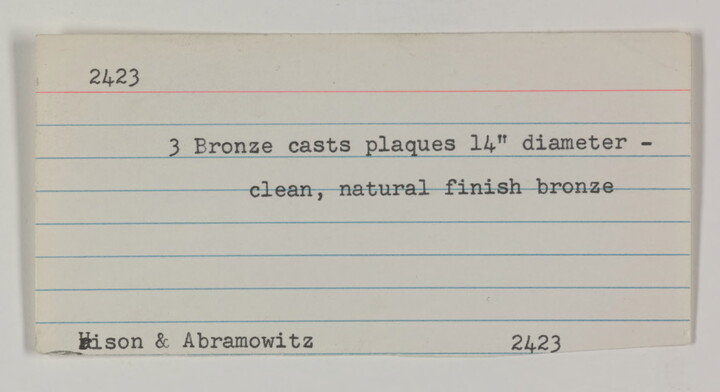 2423
3 Bronze casts plaques 14" diameter -
clean, natural finish bronze
& Abramowitz 2423